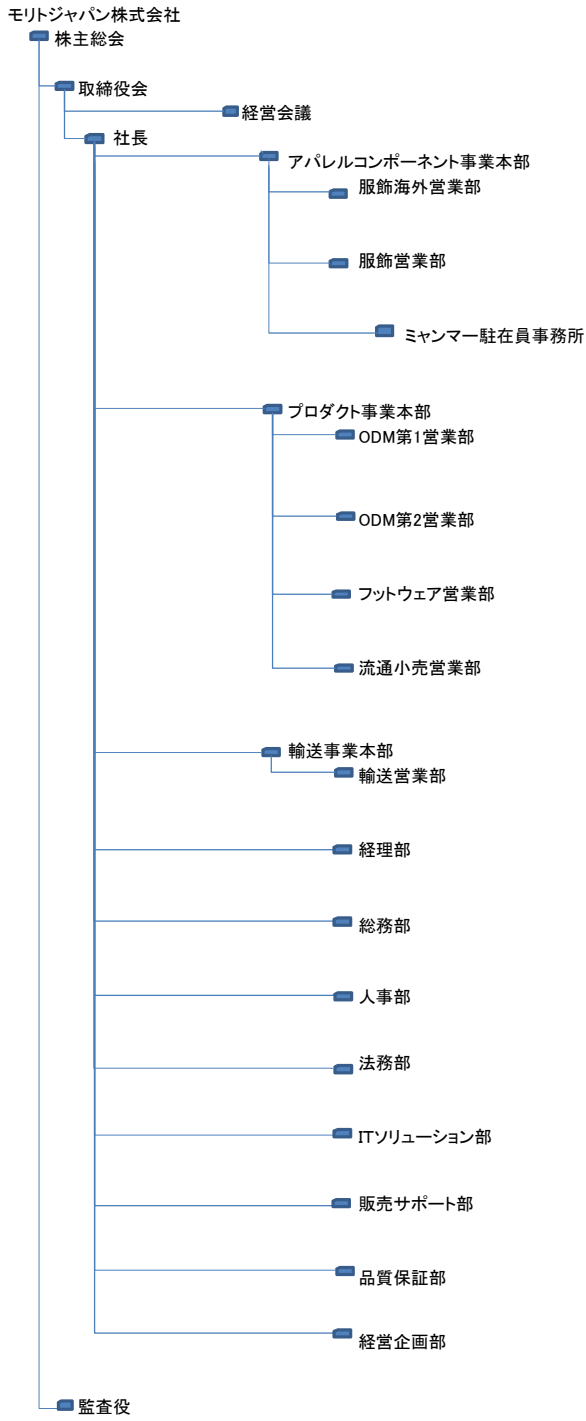 モリトジャパン株式会社
株主総会
取締役会
経営会議
社長
アパレルコンポーネント事業本部
服飾海外営業部
服飾営業部
ミャンマー駐在員事務所
プロダクト事業本部
ODM第1営業部
ODM第2営業部
フットウェア営業部
流通小売営業部
輸送事業本部
輸送営業部
経理部
総務部
人事部
法務部
ITソリューション部
販売サポート部
品質保証部
経営企画部
監査役